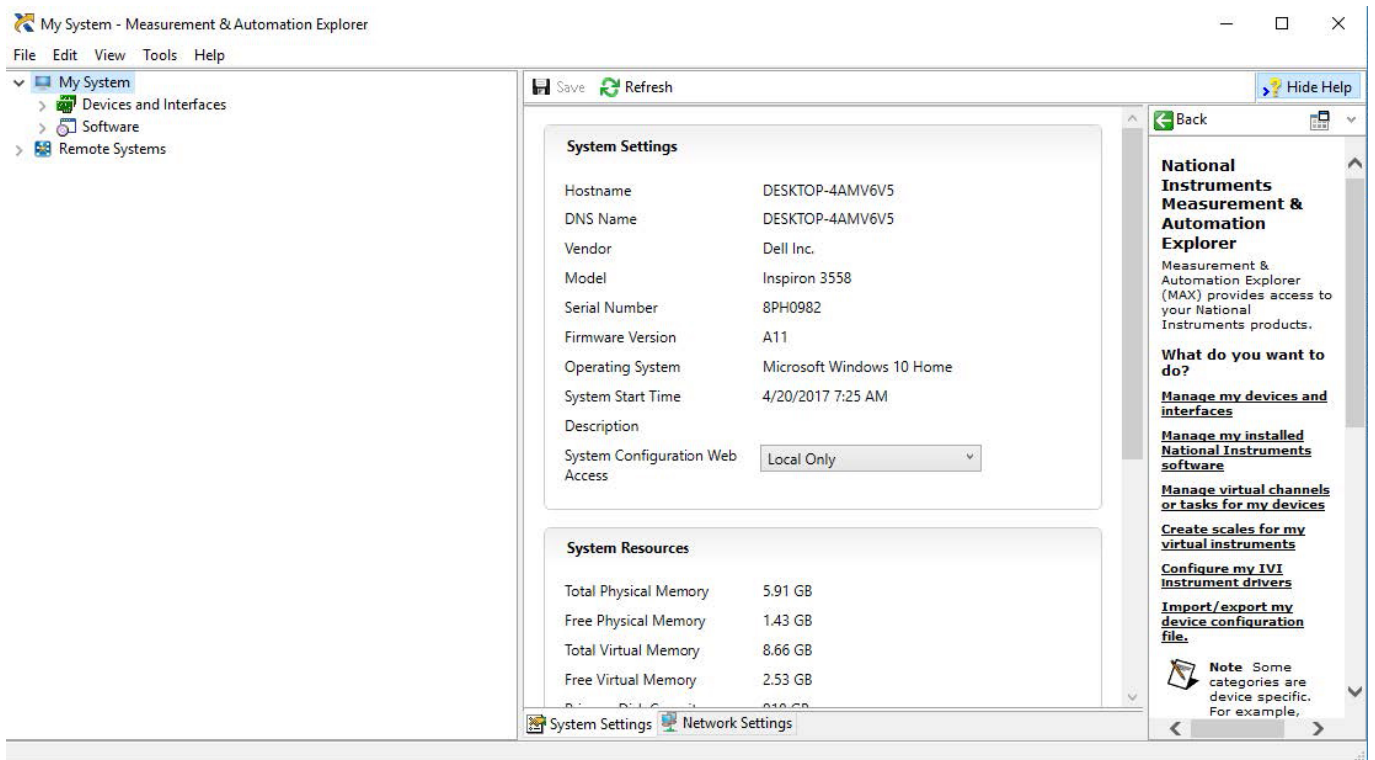 My System - Measurement & Automation Explorer
File Edit View Tools Help
My System
Devices and Interfaces
Software
Remote Systems
Save Refresh
Hide Help
System Settings
Hostname DESKTOP-4AMV6V5
DNS Name DESKTOP-4AMV6V5
Vendor Dell Inc.
Model Inspiron 3558
Serial Number 8PH0982
Firmware Version A11
Operating System Microsoft Windows 10 Home
System Start Time 4/20/2017 7:25 AM
Description
System Configuration Web
Access
Local Only
System Resources
Total Physical Memory 5.91 GB
Free Physical Memory 1.43 GB
Total Virtual Memory 8.66 GB
Free Virtual Memory 2.53 GB
System Settings Network Settings
Back
National
Instruments
Measurement &
Automation
Explorer
Measurement &
Automation Explorer
(MAX) provides access to
your National
Instruments products.
What do you want to
do?
Manage my devices and
interfaces
Manage my installed
National Instruments
software
Manage virtual channels
or tasks for my devices
Create scales for my
virtual instruments
Configure my IVI
Instrument drivers
Import/export my
device configuration
file.
Note Some
categories are
device specific.
For example,